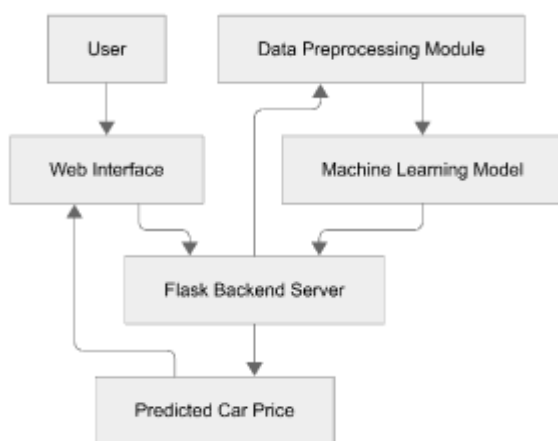 User
Data Preprocessing Module
Web Interface
Machine Learning Model
Flask Backend Server
Predicted Car Price